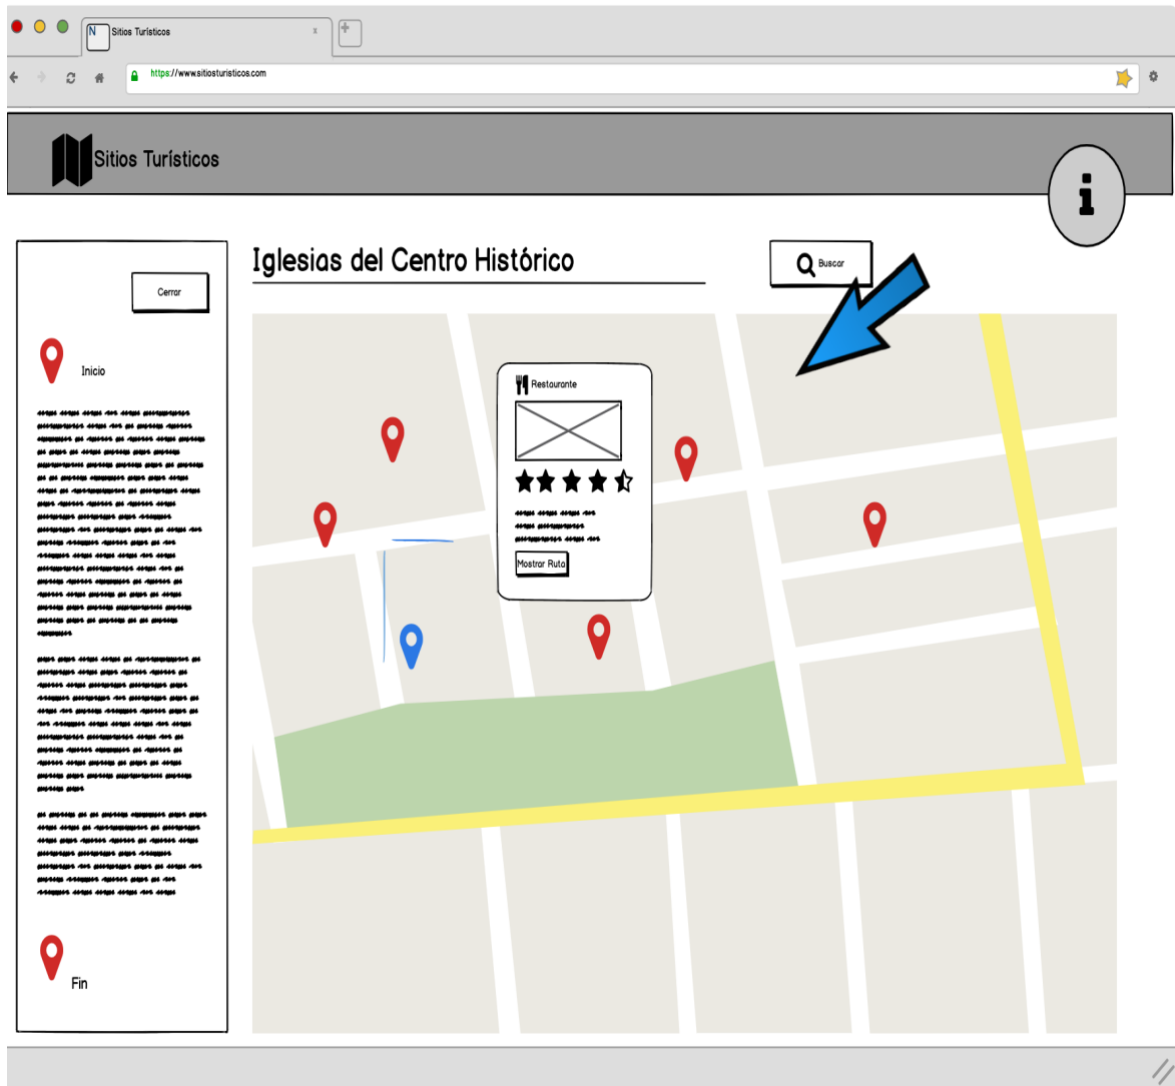 N
Sitios Turísticos
x
+
https://www.sitiosturisticos.com
Sitios Turísticos
i
Iglesias del Centro Histórico
Buscar
Cerrar
Inicio
Restaurante
Mostrar Ruta
Fin